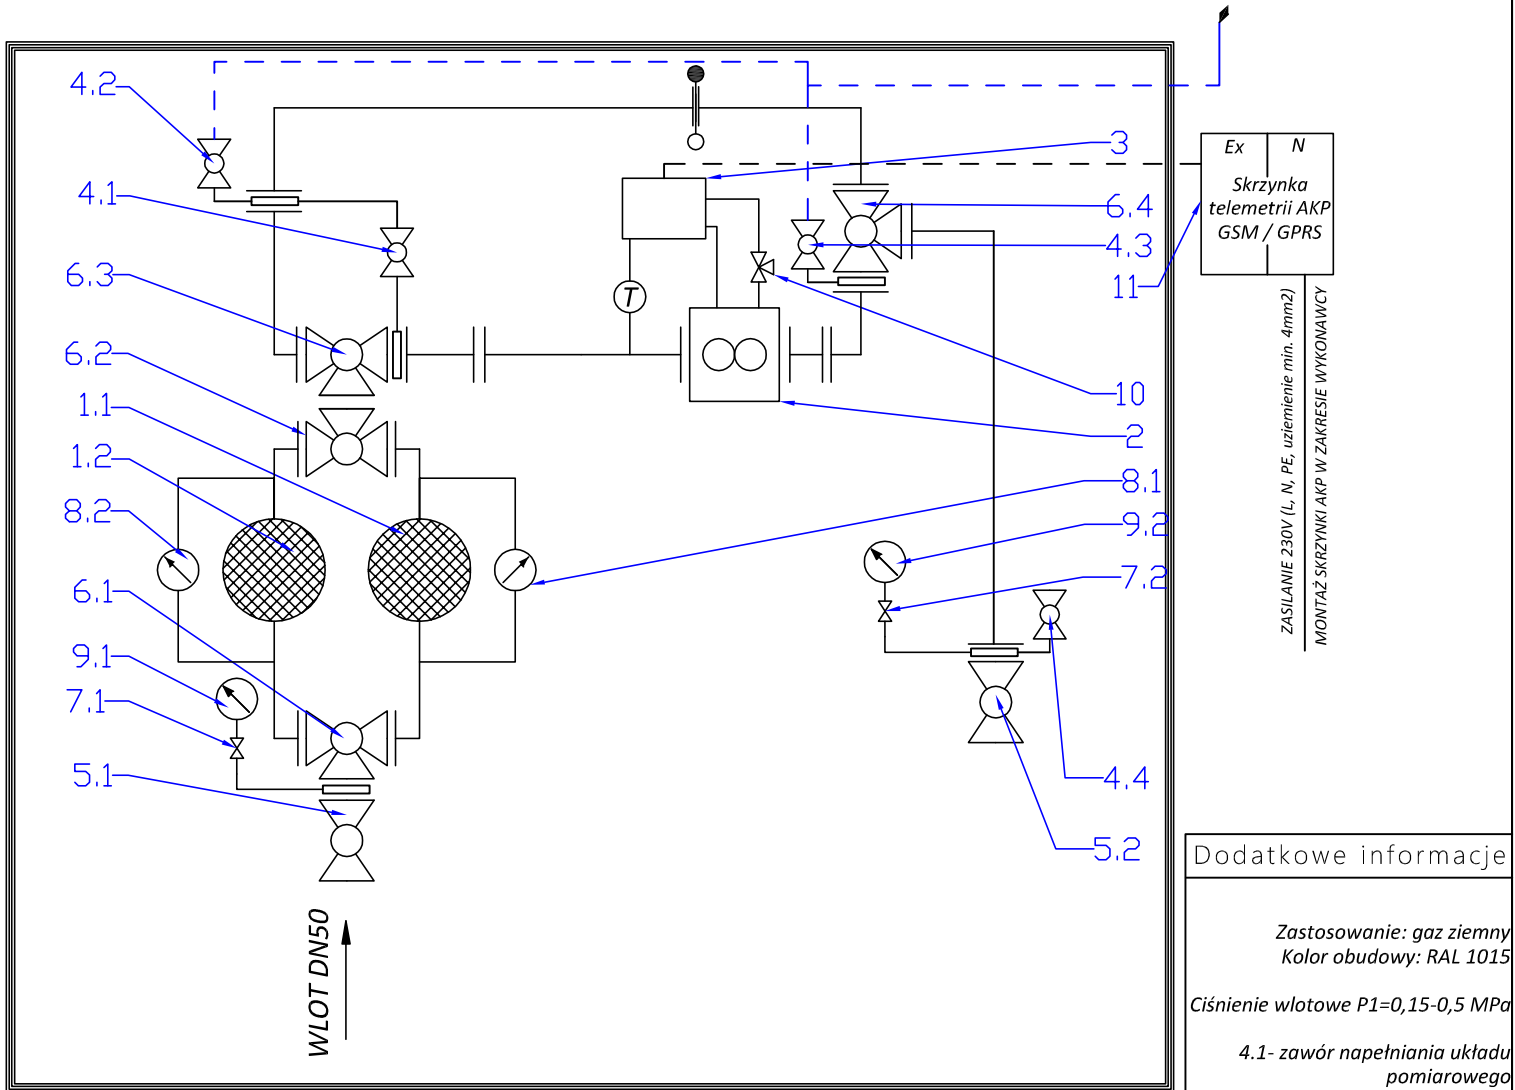 4.2
4.1
6.3
6.2
1.1
1.2
8.2
6.1
9.1
7.1
5.1
T
3
6.4
4.3
11
10
2
8.1
9.2
7.2
4.4
5.2
Ex
N
Skrzynka
telemetrii AKP
GSM / GPRS
ZASILANIE 230V (L, N, PE, uziemienie min. 4mm2)
MONTAŻ SKRZYNKI AKP W ZAKRESIE WYKONAWCY
WLOT DN50
Dodatkowe informacje
Zastosowanie: gaz ziemny
Kolor obudowy: RAL 1015
Ciśnienie wlotowe P1=0,15-0,5 MPa
4.1- zawór napełniania układu
pomiarowego